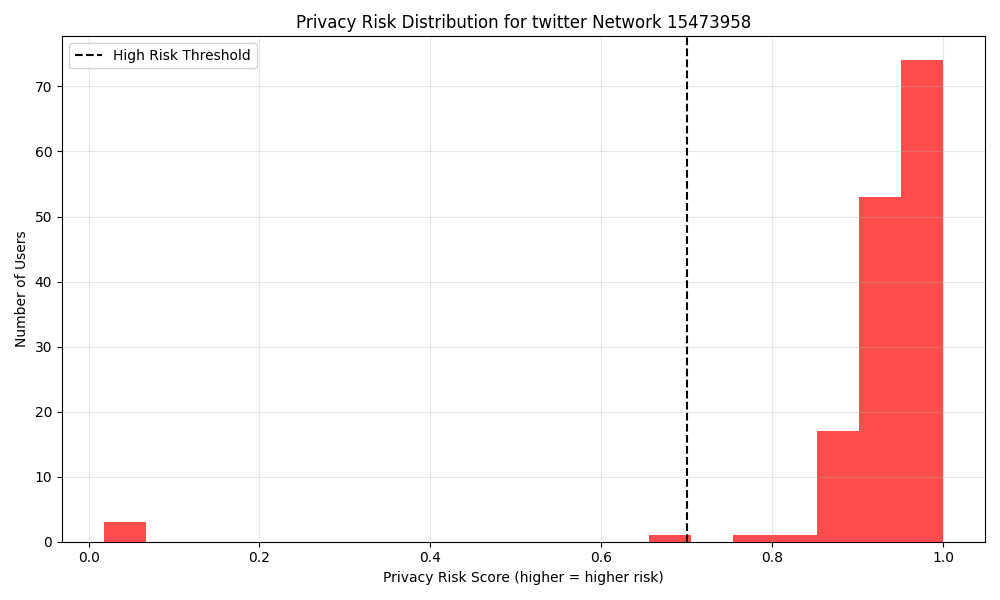 Privacy Risk Distribution for twitter Network 15473958
High Risk Threshold
Number of Users
70
60
50
40
30
20
10
0
0.0 0.2 0.4 0.6 0.8 1.0
Privacy Risk Score (higher = higher risk)